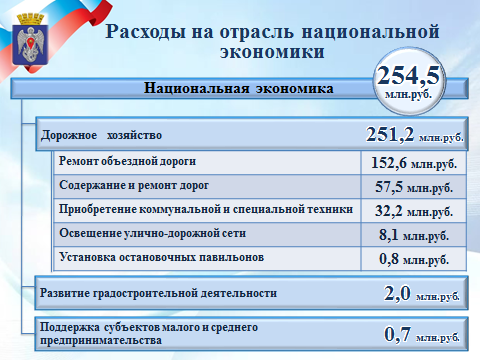 Расходы на отрасль национальной
экономики
254,5
млн.руб.
Национальная экономика
Дорожное хозяйство 251,2 млн.руб.
Ремонт объездной дороги 152,6 млн.руб.
Содержание и ремонт дорог 57,5 млн.руб.
Приобретение коммунальной и специальной техники 32,2 млн.руб.
Освещение улично-дорожной сети 8,1 млн.руб.
Установка остановочных павильонов 0,8 млн.руб.
Развитие градостроительной деятельности 2,0 млн.руб.
Поддержка субъектов малого и среднего
предпринимательства 0,7 млн.руб.